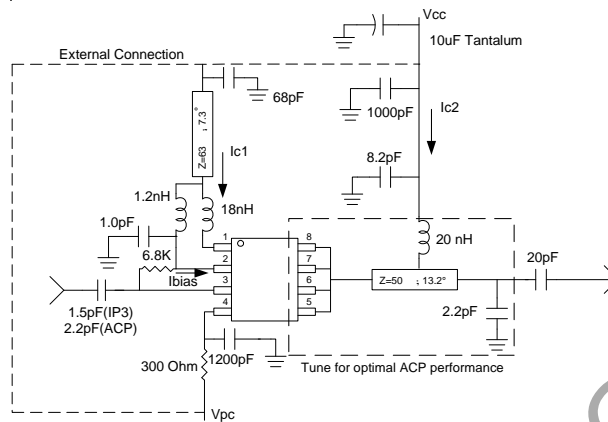 Vcc
10uF Tantalum
External Connection
68pF
1000pF
Ic2
Z=63 ; 7.3°
Ic1
8.2pF
1.2nH
18nH
1.0pF
20 nH
6.8K
1
2
3
4
8
7
6
5
Ibias
Z=50 ; 13.2°
20pF
1.5pF(IP3)
2.2pF(ACP)
2.2pF
300 Ohm
1200pF
Tune for optimal ACP performance
Vpc